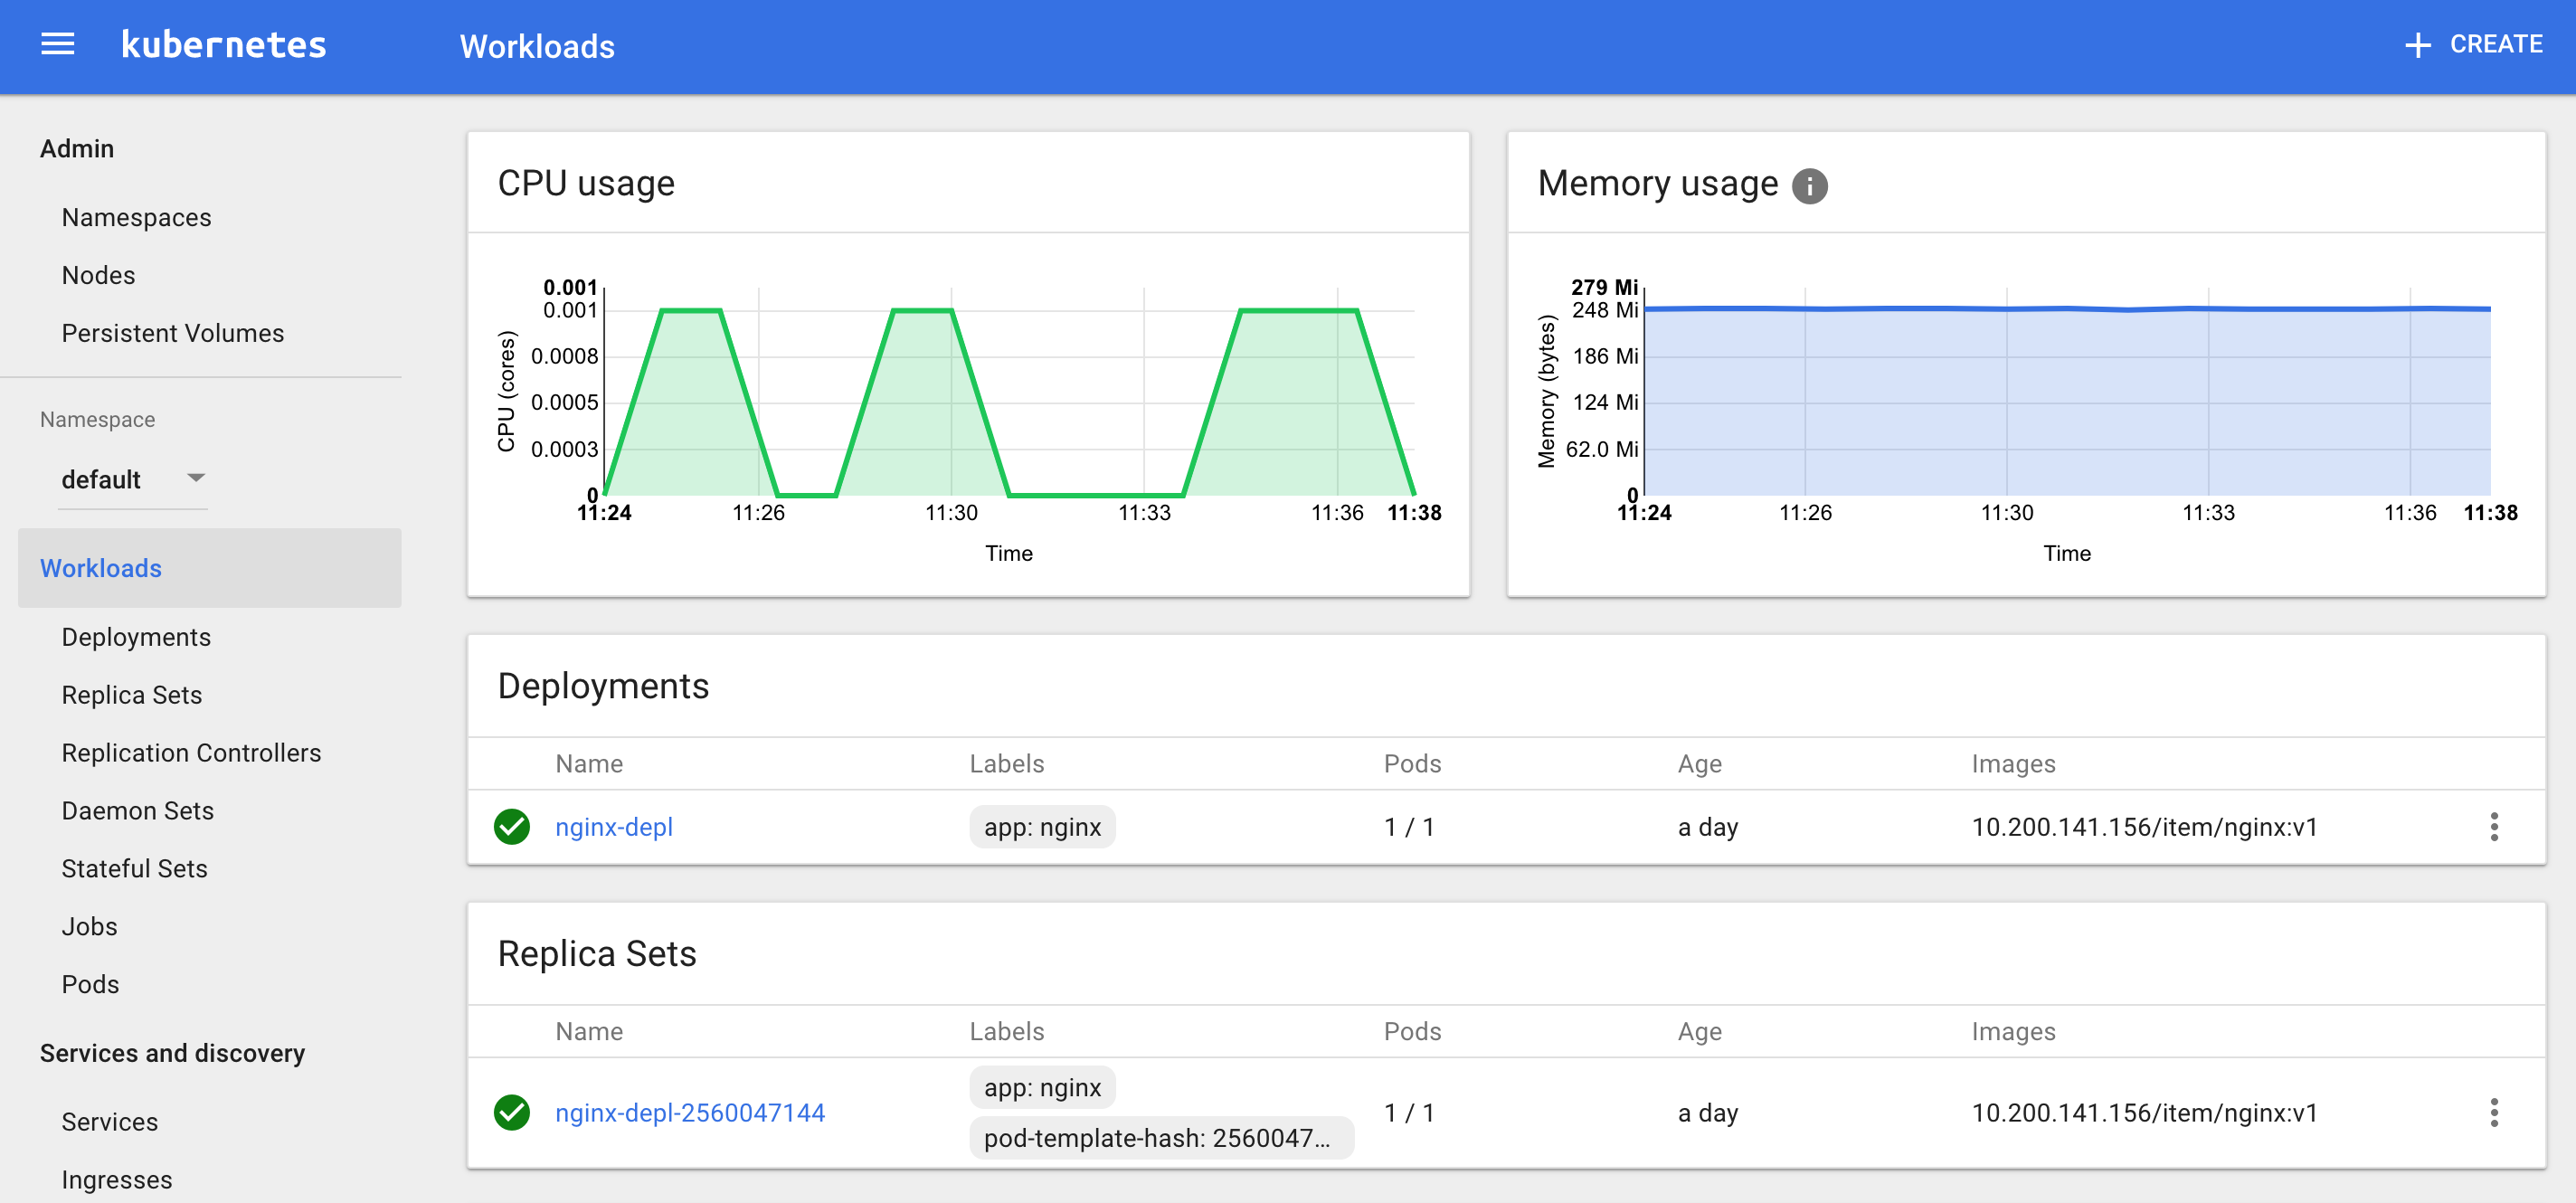 kubernetes
Workloads
CREATE
Admin
Namespaces
Nodes
Persistent Volumes
Namespace
default
Workloads
Deployments
Replica Sets
Replication Controllers
Daemon Sets
Stateful Sets
Jobs
Pods
Services and discovery
Services
Ingresses
CPU usage
CPU (cores)
0.001
0.001
0.0008
0.0005
0.0003
0
11:24 11:26 11:30 11:33 11:36 11:38
Time
Memory usage
Memory (bytes)
279 Mi
248 Mi
186 Mi
124 Mi
62.0 Mi
0
11:24 11:26 11:30 11:33 11:36 11:38
Time
Deployments
Name Labels Pods Age Images
nginx-depl app: nginx 1 / 1 a day 10.200.141.156/item/nginx:v1
Replica Sets
Name Labels Pods Age Images
app: nginx
nginx-depl-2560047144 1 / 1 a day 10.200.141.156/item/nginx:v1
pod-template-hash: 2560047...